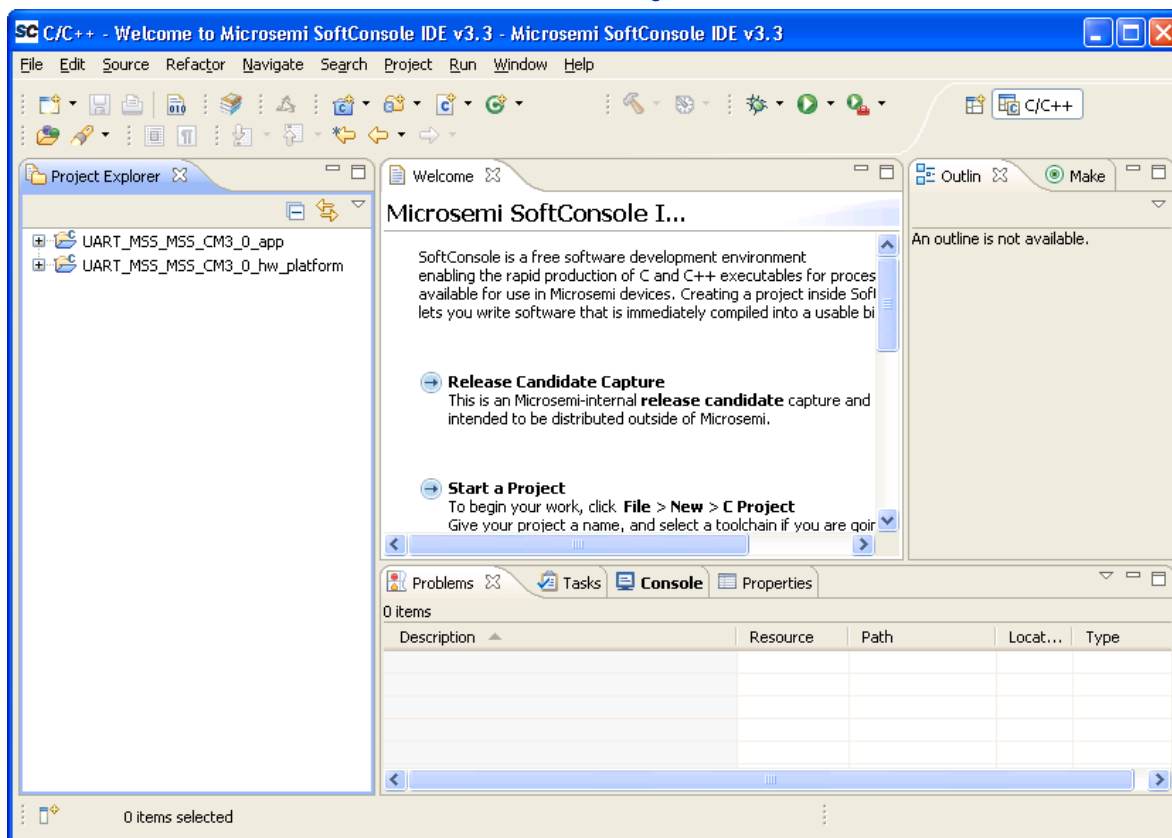 SC C/C++ - Welcome to Microsemi SoftConsole IDE v3.3 - Microsemi SoftConsole IDE v3.3
File Edit Source Refactor Navigate Search Project Run Window Help
C/C++
Project Explorer
Welcome
Outlin
Make
Microsemi SoftConsole I...
UART_MSS_MSS_CM3_0_app
UART_MSS_MSS_CM3_0_hw_platform
An outline is not available.
SoftConsole is a free software development environment
enabling the rapid production of C and C++ executables for proces
available for use in Microsemi devices. Creating a project inside Sof
lets you write software that is immediately compiled into a usable bi
Release Candidate Capture
This is an Microsemi-internal release candidate capture and
intended to be distributed outside of Microsemi.
Start a Project
To begin your work, click File > New > C Project
Give your project a name, and select a toolchain if you are goir
Problems Tasks Console Properties
0 items
Description Resource Path Locat... Type
0 items selected